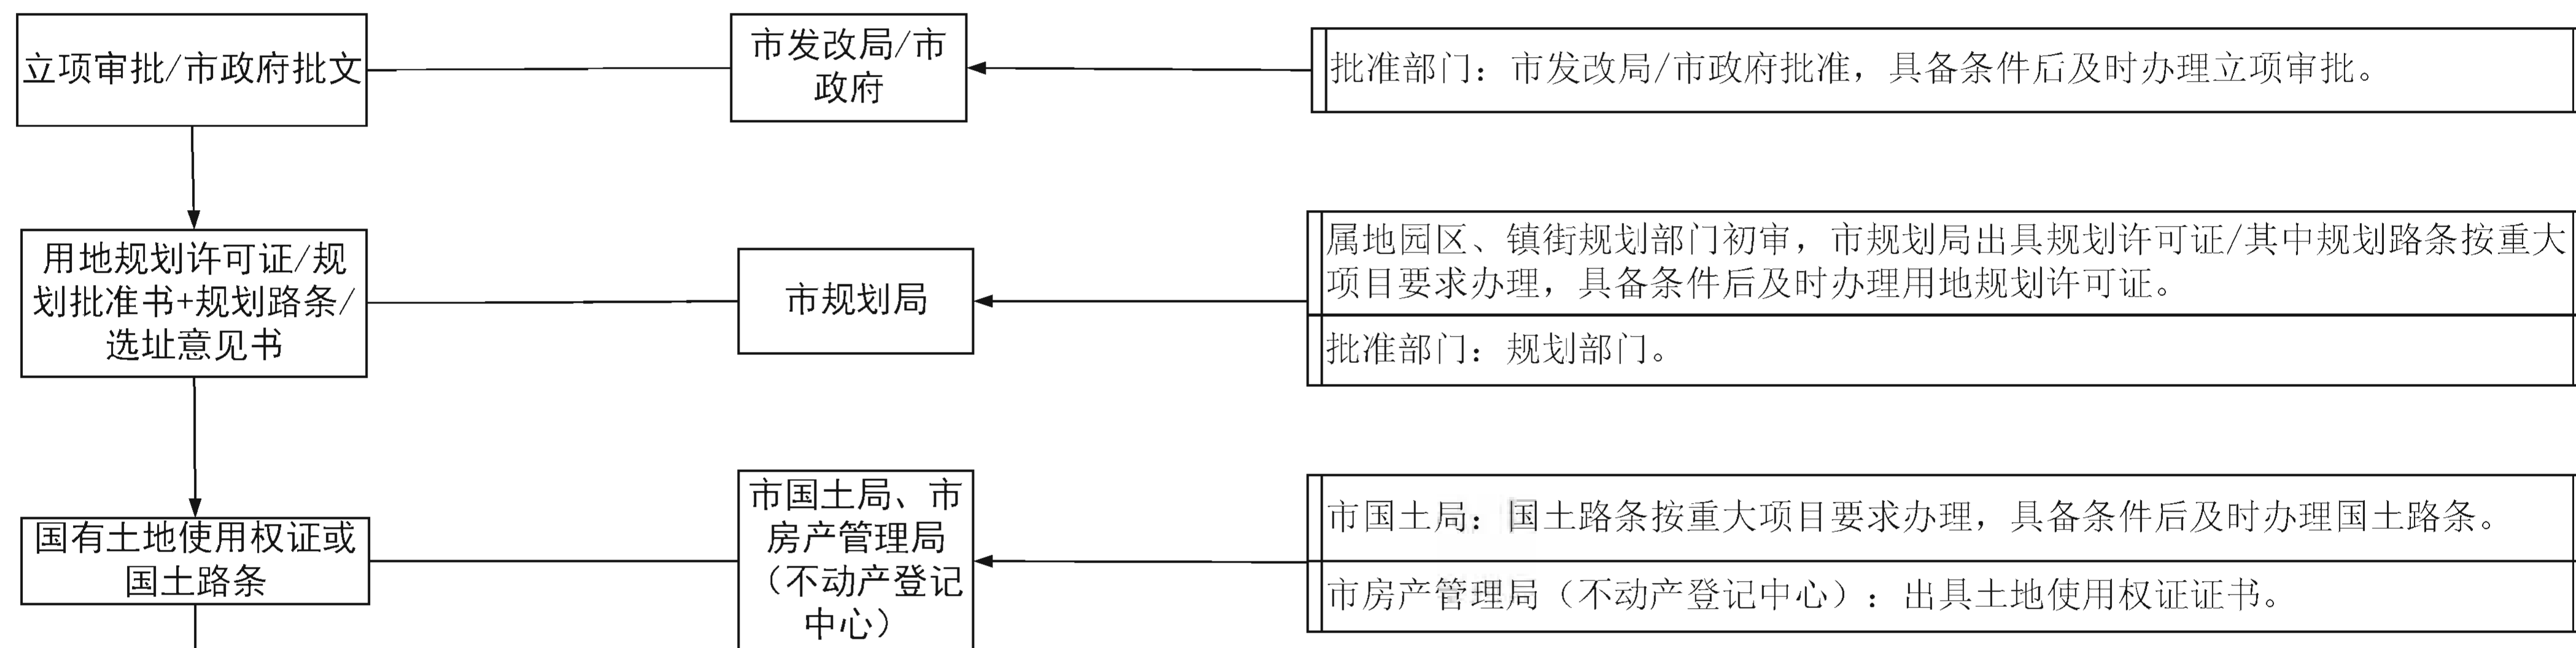 立项审批/市政府批文
市发改局/市
政府
批准部门：市发改局/市政府批准，具备条件后及时办理立项审批。
用地规划许可证/规
划批准书+规划路条/
选址意见书
市规划局
属地园区、镇街规划部门初审，市规划局出具规划许可证/其中规划路条按重大
项目要求办理，具备条件后及时办理用地规划许可证。
批准部门：规划部门。
国有土地使用权证或
国土路条
市国土局、市
房产管理局
（不动产登记
中心）
市国土局：国土路条按重大项目要求办理，具备条件后及时办理国土路条。
市房产管理局（不动产登记中心）：出具土地使用权证证书。